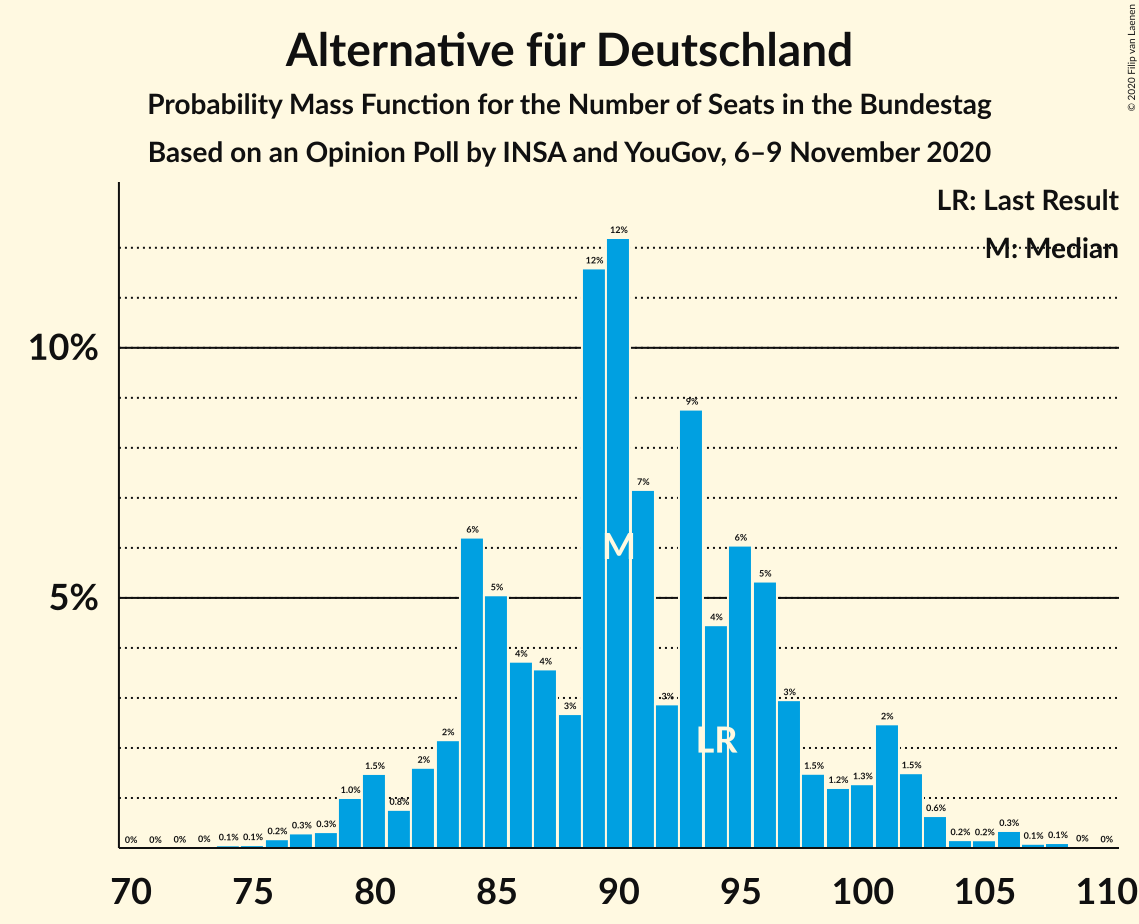 Alternative für Deutschland
Probability Mass Function for the Number of Seats in the Bundestag
Based on an Opinion Poll by INSA and YouGov, 6–9 November 2020
© 2020 Filip van Laenen
LR: Last Result
M: Median
10%
5%
0% 0% 0% 0% 0.1% 0.1% 0.2% 0.3% 0.3% 1.0% 1.5% 0.8% 2% 2% 6% 5% 4% 4% 3% 12% 12% 7% 3% 9% 4% 6% 5% 3% 1.5% 1.2% 1.3% 2% 1.5% 0.6% 0.2% 0.2% 0.3% 0.1% 0.1% 0% 0%
M
LR
70 75 80 85 90 95 100 105 110